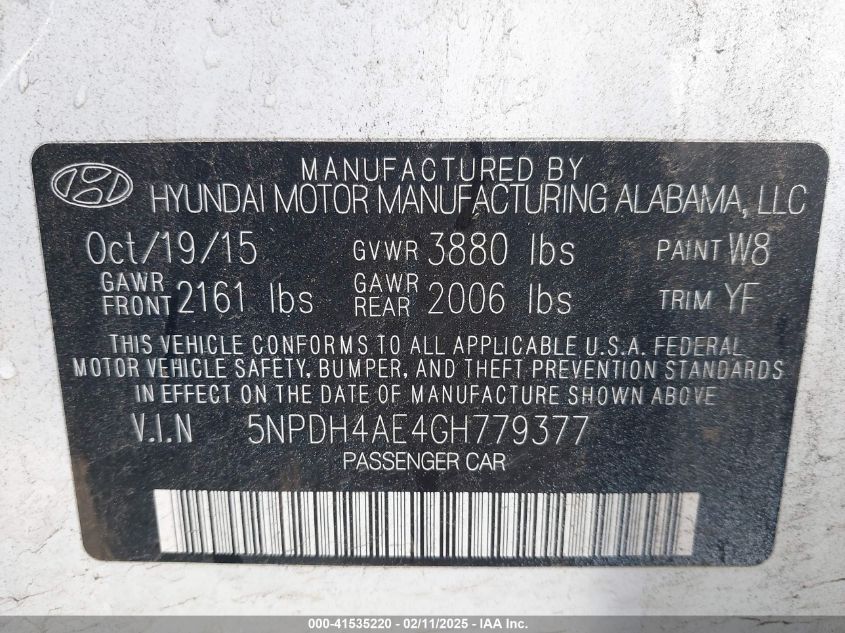 MANUFACTURED BY
HYUNDAI MOTOR MANUFACTURING ALABAMA, LLC
Oct/19/15 GVWR 3880 lbs PAINT W8
GAWR FRONT 2161 lbs GAWR REAR 2006 lbs TRIM YF
THIS VEHICLE CONFORMS TO ALL APPLICABLE U.S.A. FEDERAL
MOTOR VEHICLE SAFETY, BUMPER, AND THEFT PREVENTION STANDARDS
IN EFFECT ON THE DATE OF MANUFACTURE SHOWN ABOVE.
V.I.N 5NPDH4AE4GH779377
PASSENGER CAR
000-41535220 - 02/11/2025 - IAA Inc.